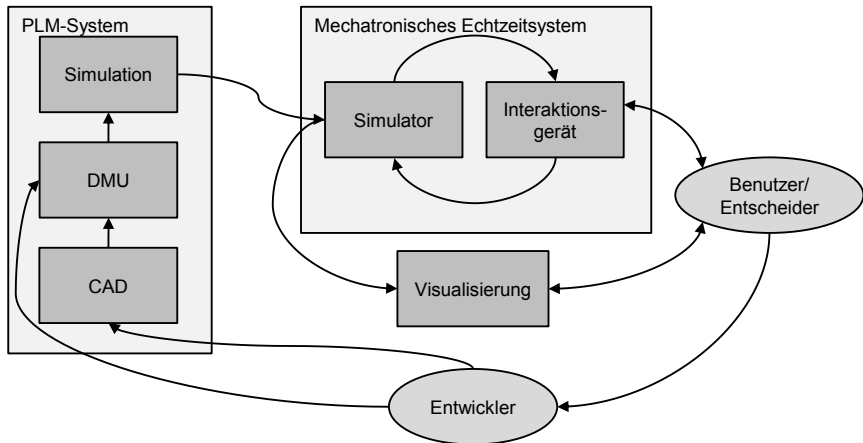 PLM-System
Simulation
DMU
CAD
Mechatronisches Echtzeitsystem
Simulator
Interaktions-
gerät
Visualisierung
Benutzer/
Entscheider
Entwickler